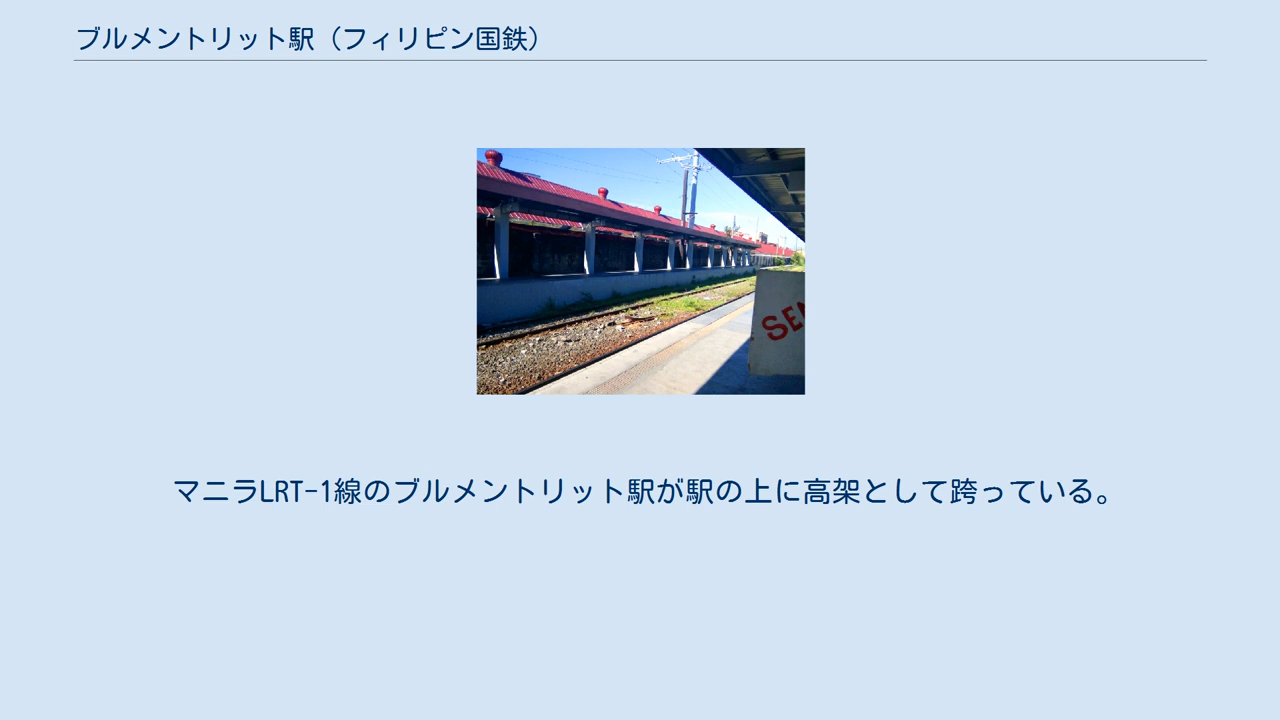 ブルメントリット駅（フィリピン国鉄）
SEN
マニラLRT-1線のブルメントリット駅が駅の上に高架として跨っている。